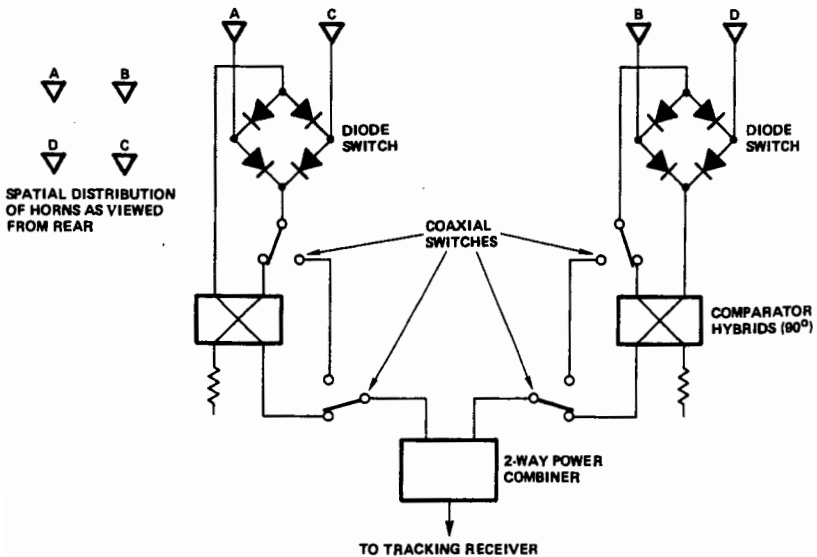 A
C
B
D
A
B
D
C
SPATIAL DISTRIBUTION
OF HORNS AS VIEWED
FROM REAR
DIODE
SWITCH
DIODE
SWITCH
COAXIAL
SWITCHES
COMPARATOR
HYBRIDS (90°)
2-WAY POWER
COMBINER
TO TRACKING RECEIVER